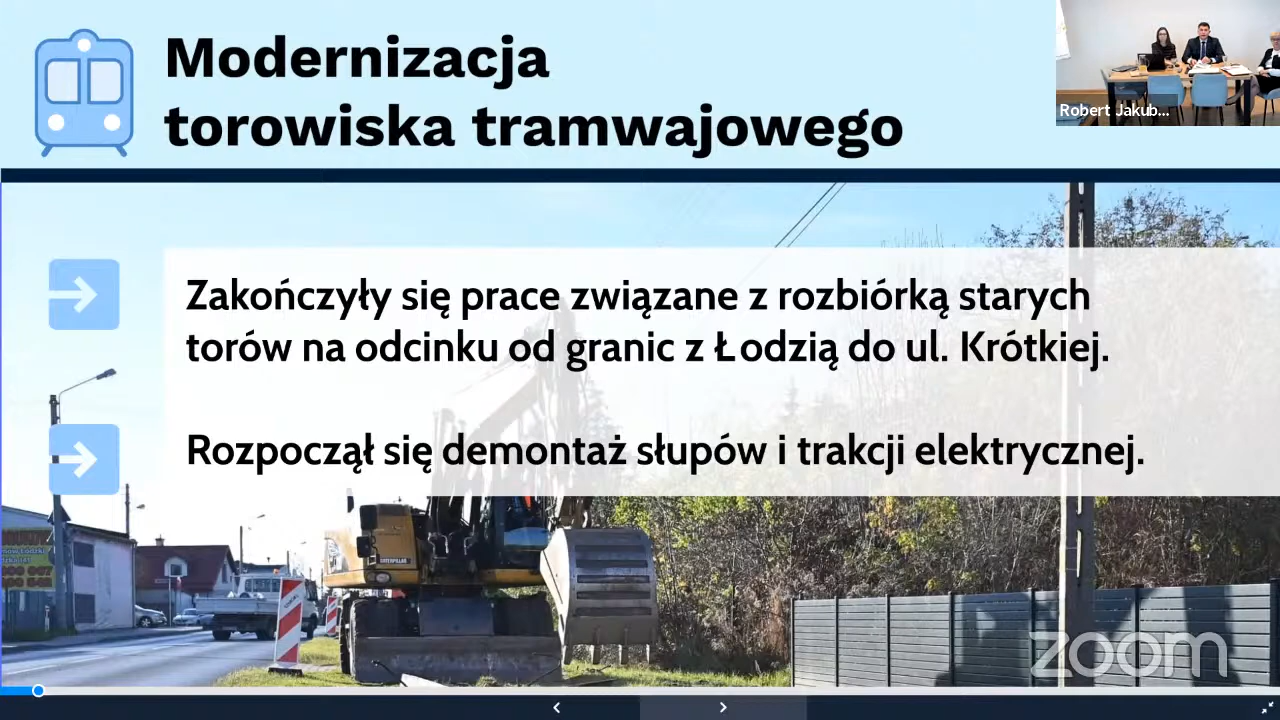 Modernizacja
torowiska tramwajowego
Robert Jakub...
Zakończyły się prace związane z rozbiórką starych
torów na odcinku od granic z Łodzią do ul. Krótkiej.
Rozpoczął się demontaż słupów i trakcji elektrycznej.
CATERPILLAR
zoom